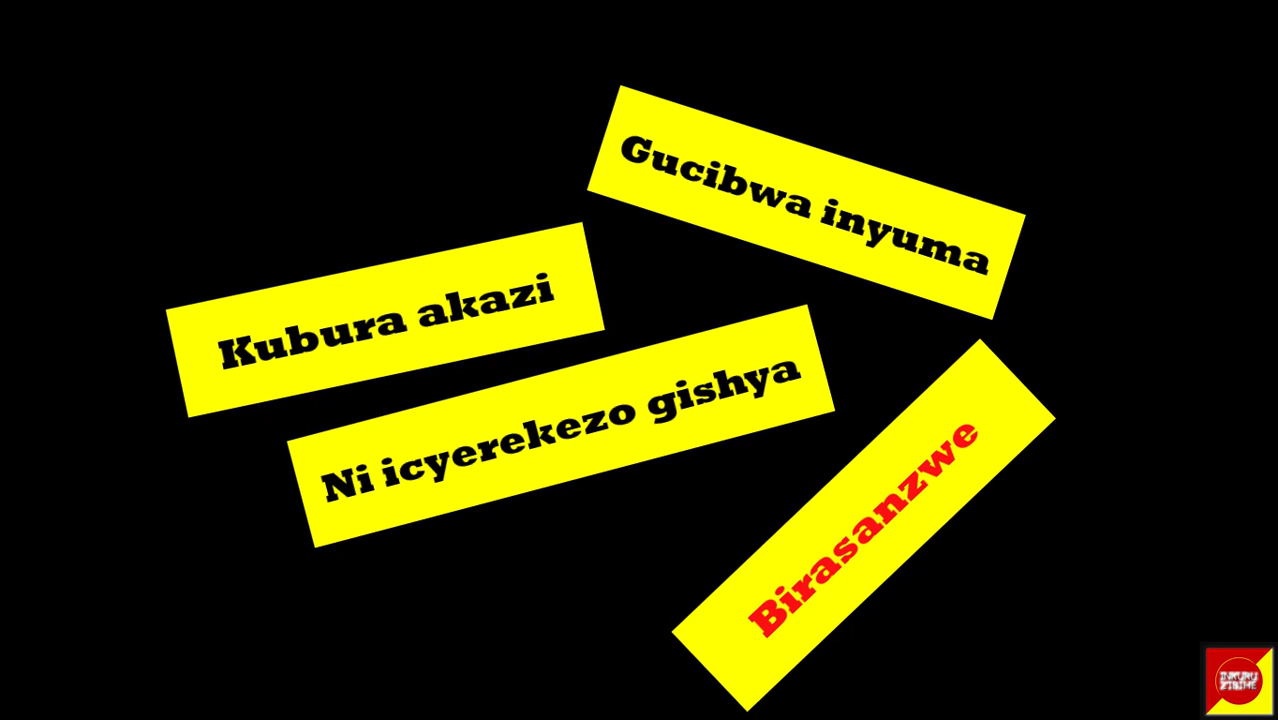 Gucibwa inyuma
Kubura akazi
Ni icyerekezo gishya
Birasanzwe